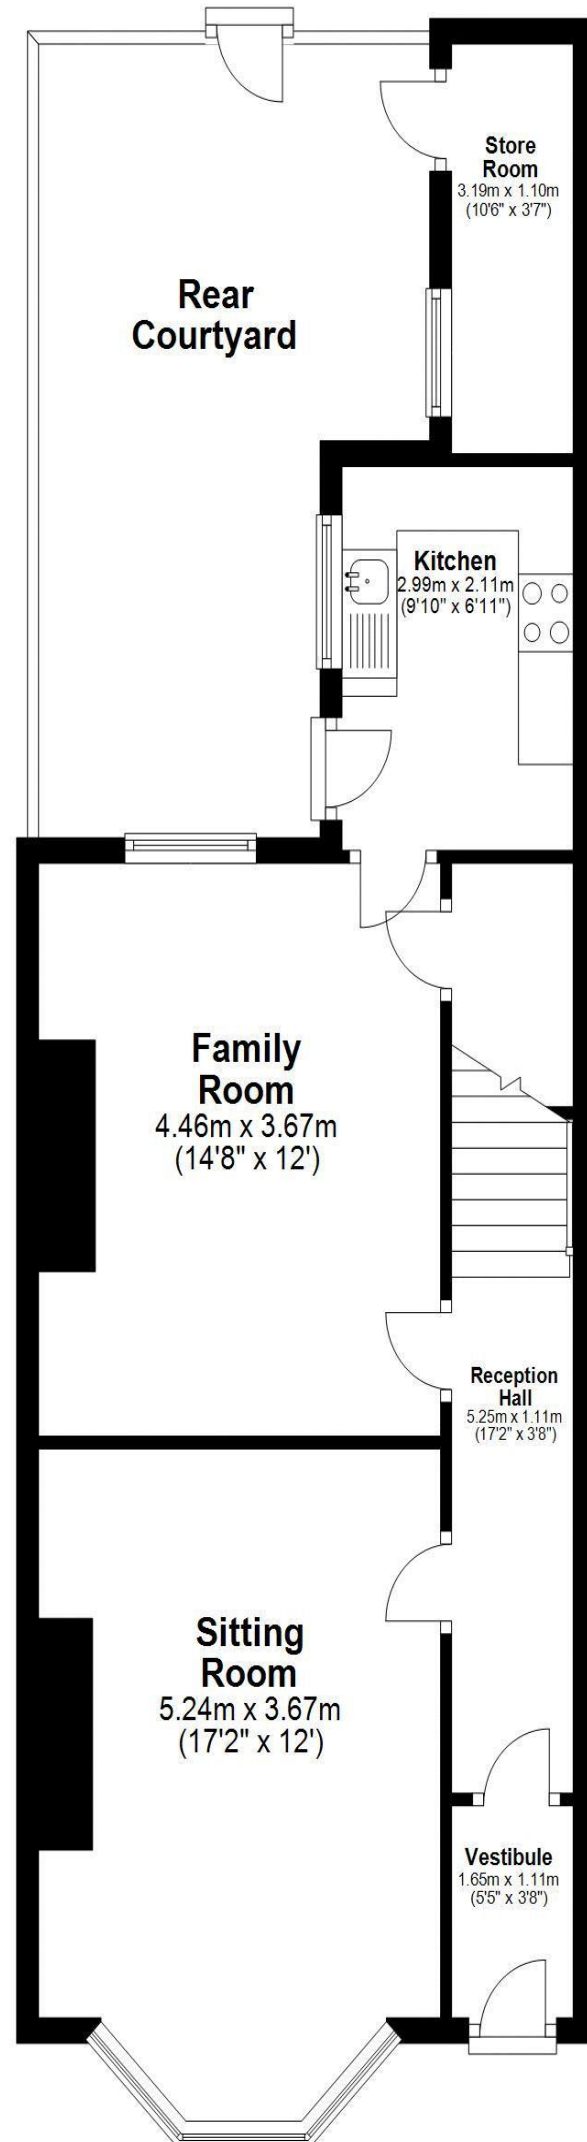 Store
Room
3.19m x 1.10m
(10'6" x 3'7")
Rear
Courtyard
Kitchen
2.99m x 2.11m
(9'10" x 6'11")
Family
Room
4.46m x 3.67m
(14'8" x 12')
Reception
Hall
5.25m x 1.11m
(17'2" x 3'8")
Sitting
Room
5.24m x 3.67m
(17'2" x 12')
Vestibule
1.65m x 1.11m
(5'5" x 3'8")